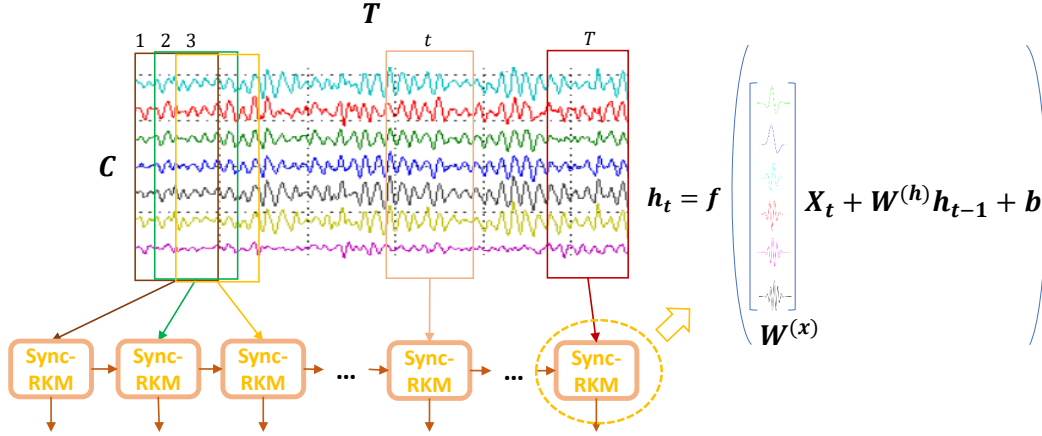 T
1 2 3 t T
C
h_t = f ( W^{(x)} X_t + W^{(h)} h_{t-1} + b )
Sync-RKM Sync-RKM Sync-RKM ... Sync-RKM ... Sync-RKM